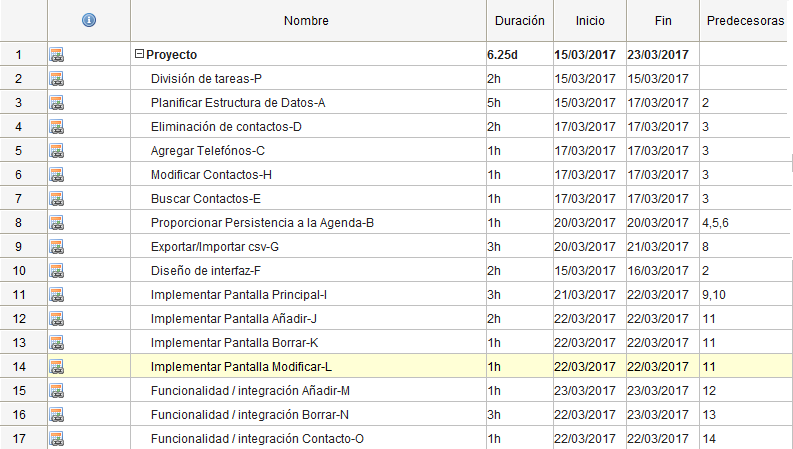 Nombre Duración Inicio Fin Predecesoras
1 Proyecto 6.25d 15/03/2017 23/03/2017
2 División de tareas-P 2h 15/03/2017 15/03/2017
3 Planificar Estructura de Datos-A 5h 15/03/2017 17/03/2017 2
4 Eliminación de contactos-D 2h 17/03/2017 17/03/2017 3
5 Agregar Telefónos-C 1h 17/03/2017 17/03/2017 3
6 Modificar Contactos-H 1h 17/03/2017 17/03/2017 3
7 Buscar Contactos-E 1h 17/03/2017 17/03/2017 3
8 Proporcionar Persistencia a la Agenda-B 1h 20/03/2017 20/03/2017 4,5,6
9 Exportar/Importar csv-G 3h 20/03/2017 21/03/2017 8
10 Diseño de interfaz-F 2h 15/03/2017 16/03/2017 2
11 Implementar Pantalla Principal-I 3h 21/03/2017 22/03/2017 9,10
12 Implementar Pantalla Añadir-J 2h 22/03/2017 22/03/2017 11
13 Implementar Pantalla Borrar-K 1h 22/03/2017 22/03/2017 11
14 Implementar Pantalla Modificar-L 1h 22/03/2017 22/03/2017 11
15 Funcionalidad / integración Añadir-M 1h 23/03/2017 23/03/2017 12
16 Funcionalidad / integración Borrar-N 3h 22/03/2017 23/03/2017 13
17 Funcionalidad / integración Contacto-O 1h 22/03/2017 22/03/2017 14